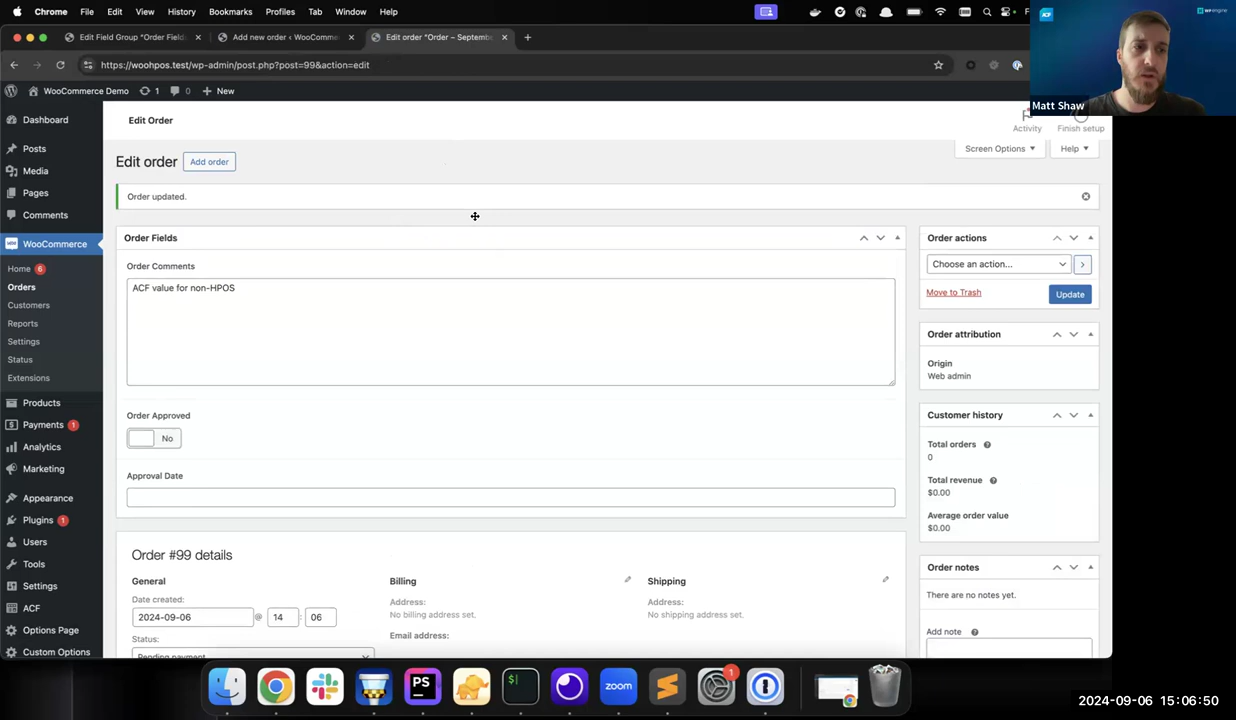 Chrome File Edit View History Bookmarks Profiles Tab Window Help
Edit Field Group "Order Field
Add new order ‹ WooComme
Edit order "Order – Septembe
https://woohpos.test/wp-admin/post.php?post=99&action=edit
WooCommerce Demo 1 0 New
ACF
WP engine
Matt Shaw
Dashboard
Posts
Media
Pages
Comments
WooCommerce
Home 6
Orders
Customers
Reports
Settings
Status
Extensions
Products
Payments 1
Analytics
Marketing
Appearance
Plugins 1
Users
Tools
Settings
ACF
Options Page
Custom Options
Edit Order
Activity
Finish setup
Edit order Add order
Screen Options
Help
Order updated.
Order Fields
Order Comments
ACF value for non-HPOS
Order Approved
No
Approval Date
Order #99 details
General
Date created:
2024-09-06 @ 14 : 06
Status:
Pending payment
Billing
Address:
No billing address set.
Email address:
Shipping
Address:
No shipping address set.
Order actions
Choose an action...
Move to Trash
Update
Order attribution
Origin
Web admin
Customer history
Total orders
0
Total revenue
$0.00
Average order value
$0.00
Order notes
There are no notes yet.
Add note
PS
$
zoom
1
2024-09-06 15:06:50